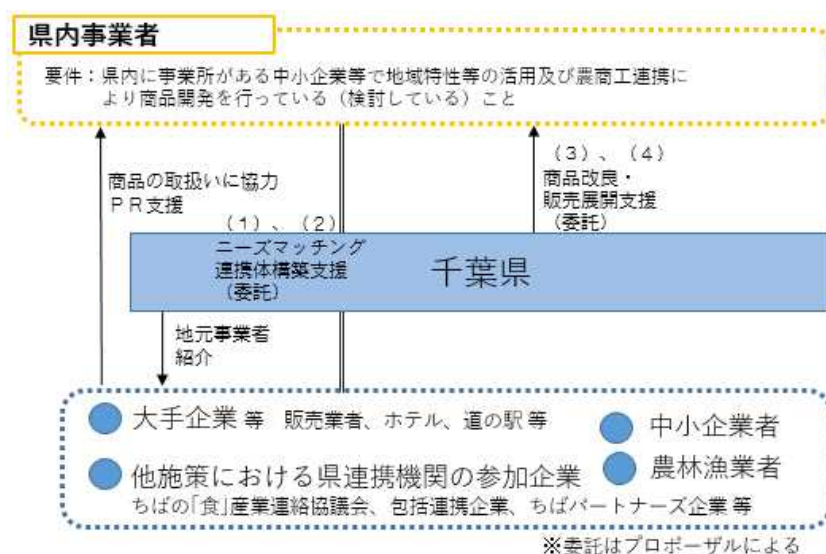 県内事業者
要件：県内に事業所がある中小企業等で地域特性等の活用及び農商工連携に
より商品開発を行っている（検討している）こと
商品の取扱いに協力
ＰＲ支援
（１）、（２）
ニーズマッチング
連携体構築支援
（委託）
（３）、（４）
商品改良・
販売展開支援
（委託）
千葉県
地元事業者
紹介
大手企業 等　販売業者、ホテル、道の駅 等
中小企業者
他施策における県連携機関の参加企業
農林漁業者
ちばの「食」産業連絡協議会、包括連携企業、ちばパートナーズ企業 等
※委託はプロポーザルによる